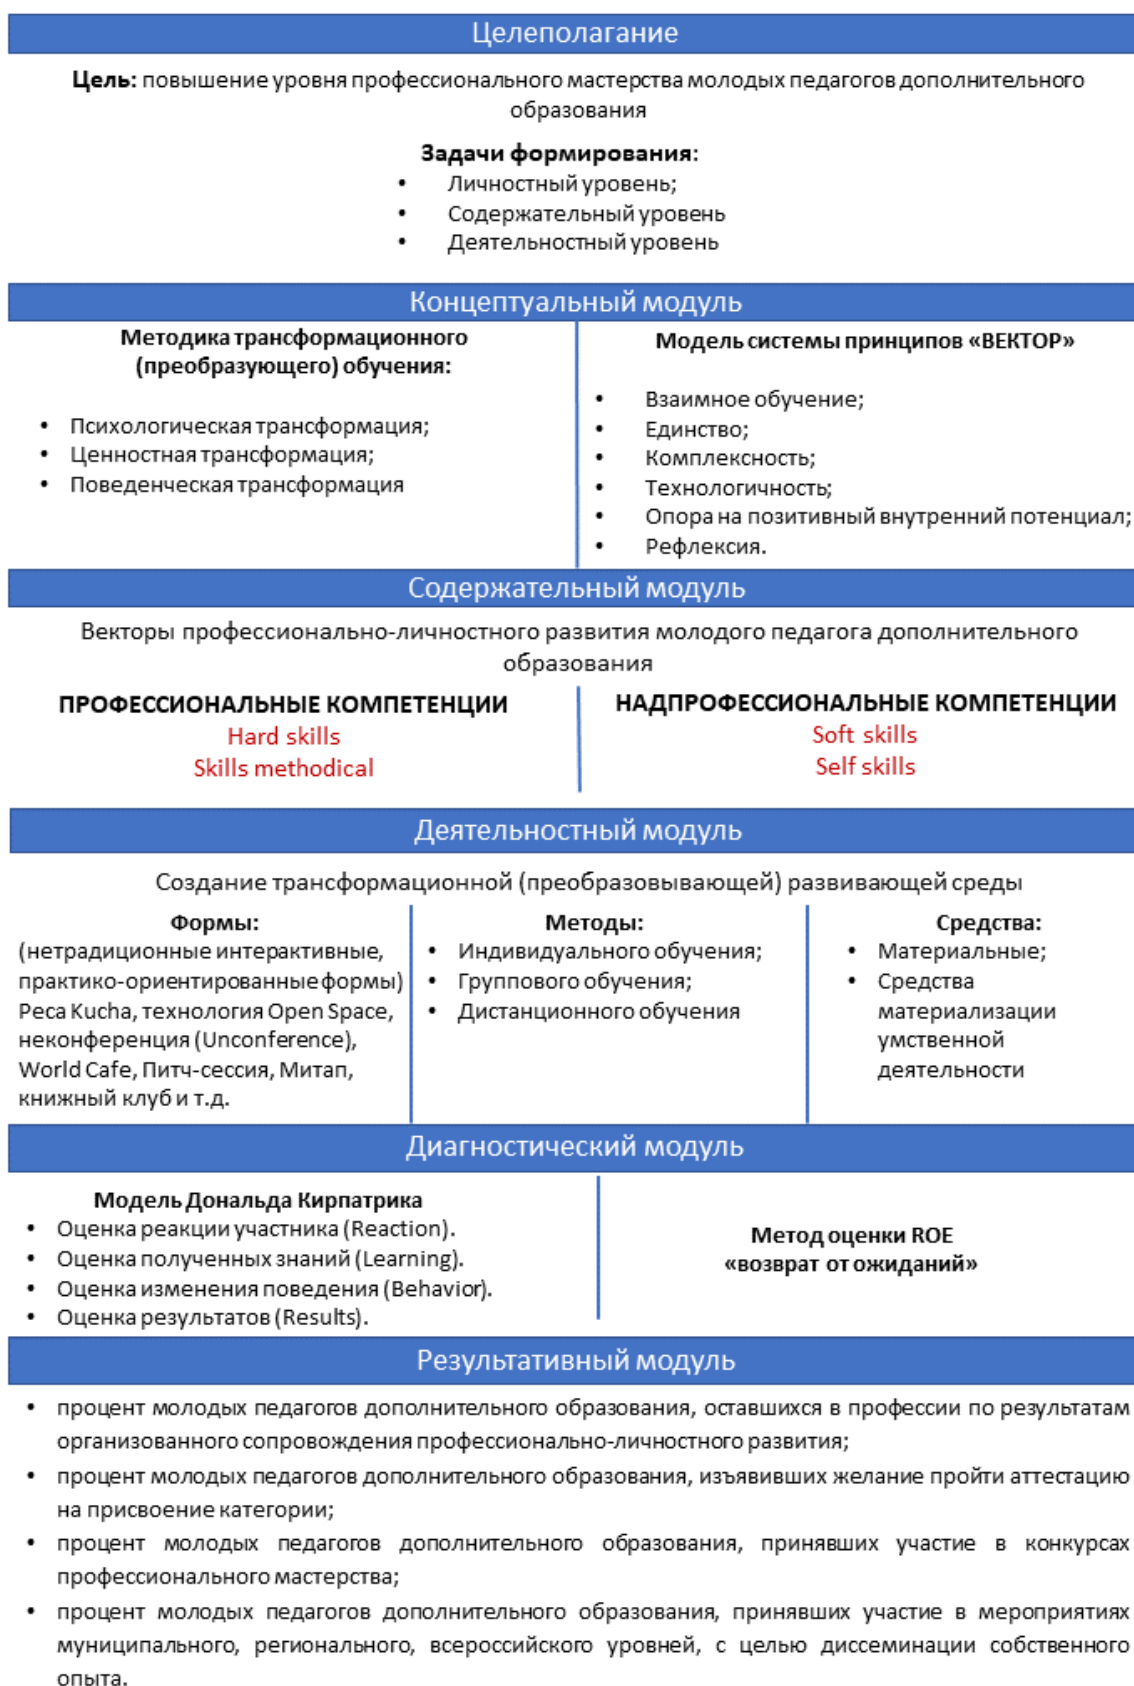 Целеполагание
Цель: повышение уровня профессионального мастерства молодых педагогов дополнительного
образования
Задачи формирования:
• Личностный уровень;
• Содержательный уровень
• Деятельностный уровень
Концептуальный модуль
Методика трансформационного
(преобразующего) обучения:
• Психологическая трансформация;
• Ценностная трансформация;
• Поведенческая трансформация
Модель системы принципов «ВЕКТОР»
• Взаимное обучение;
• Единство;
• Комплексность;
• Технологичность;
• Опора на позитивный внутренний потенциал;
• Рефлексия.
Содержательный модуль
Векторы профессионально-личностного развития молодого педагога дополнительного
образования
ПРОФЕССИОНАЛЬНЫЕ КОМПЕТЕНЦИИ
Hard skills
Skills methodical
НАДПРОФЕССИОНАЛЬНЫЕ КОМПЕТЕНЦИИ
Soft skills
Self skills
Деятельностный модуль
Создание трансформационной (преобразовывающей) развивающей среды
Формы:
(нетрадиционные интерактивные,
практико-ориентированные формы)
Peca Kucha, технология Open Space,
неконференция (Unconference),
World Cafe, Питч-сессия, Митап,
книжный клуб и т.д.
Методы:
• Индивидуального обучения;
• Группового обучения;
• Дистанционного обучения
Средства:
• Материальные;
• Средства
материализации
умственной
деятельности
Диагностический модуль
Модель Дональда Кирпатрика
• Оценка реакции участника (Reaction).
• Оценка полученных знаний (Learning).
• Оценка изменения поведения (Behavior).
• Оценка результатов (Results).
Метод оценки ROE
«возврат от ожиданий»
Результативный модуль
• процент молодых педагогов дополнительного образования, оставшихся в профессии по результатам
организованного сопровождения профессионально-личностного развития;
• процент молодых педагогов дополнительного образования, изъявивших желание пройти аттестацию
на присвоение категории;
• процент молодых педагогов дополнительного образования, принявших участие в конкурсах
профессионального мастерства;
• процент молодых педагогов дополнительного образования, принявших участие в мероприятиях
муниципального, регионального, всероссийского уровней, с целью диссеминации собственного
опыта.